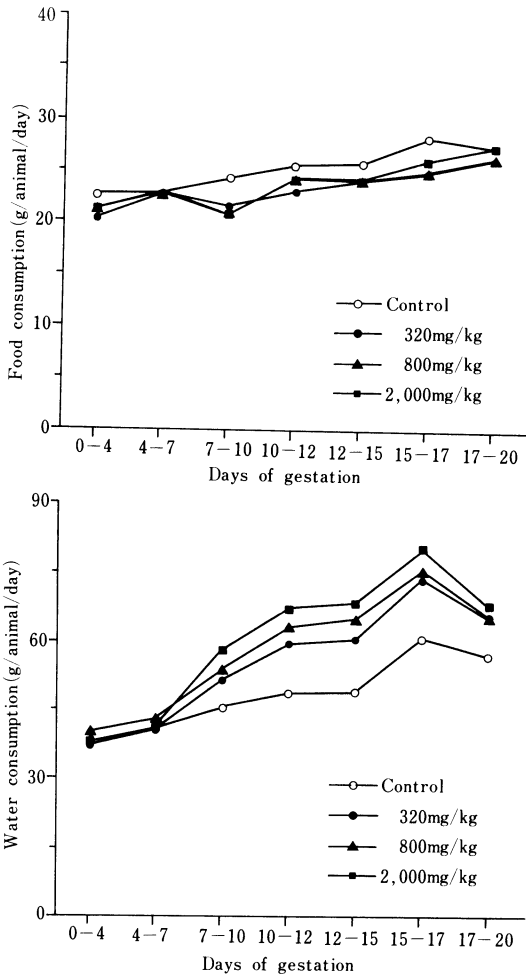 40
30
20
10
0
Food consumption(g/animal/day)
Control
320mg/kg
800mg/kg
2,000mg/kg
0－4 4－7 7－10 10－12 12－15 15－17 17－20
Days of gestation
90
60
30
0
Water consumption(g/animal/day)
Control
320mg/kg
800mg/kg
2,000mg/kg
0－4 4－7 7－10 10－12 12－15 15－17 17－20
Days of gestation